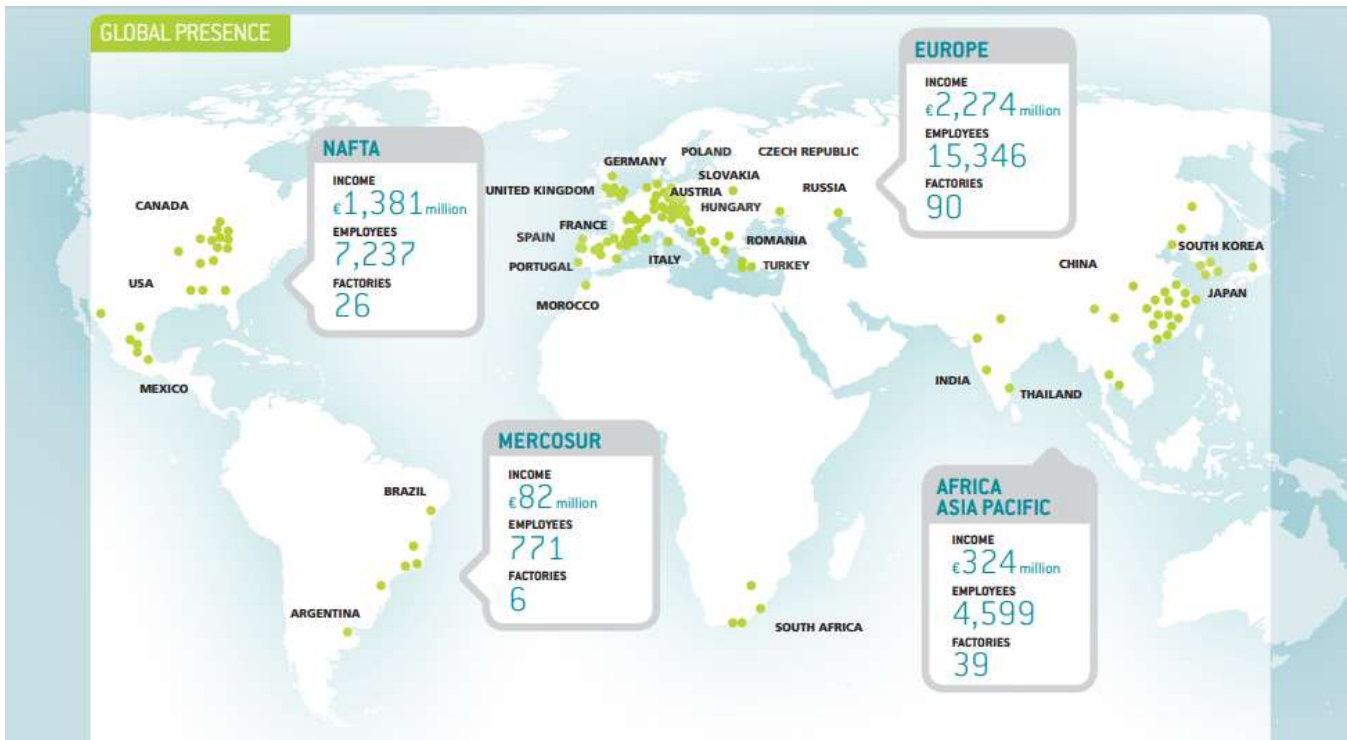 GLOBAL PRESENCE
EUROPE
INCOME
€2,274 million
EMPLOYEES
15,346
FACTORIES
90
NAFTA
INCOME
€1,381 million
EMPLOYEES
7,237
FACTORIES
26
CANADA
USA
MEXICO
GERMANY
POLAND
CZECH REPUBLIC
SLOVAKIA
UNITED KINGDOM
AUSTRIA
RUSSIA
HUNGARY
FRANCE
SPAIN
ROMANIA
PORTUGAL
ITALY
TURKEY
MOROCCO
SOUTH KOREA
CHINA
JAPAN
INDIA
THAILAND
MERCOSUR
INCOME
€82 million
EMPLOYEES
771
FACTORIES
6
BRAZIL
ARGENTINA
SOUTH AFRICA
AFRICA
ASIA PACIFIC
INCOME
€324 million
EMPLOYEES
4,599
FACTORIES
39